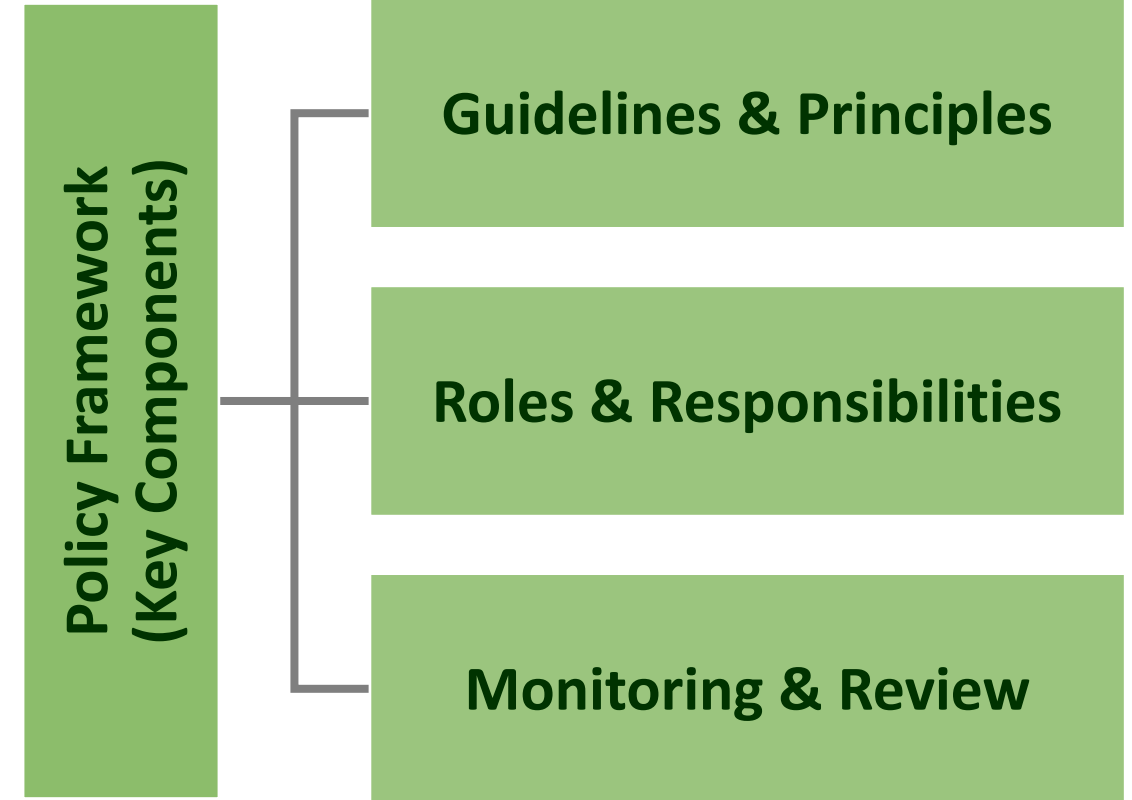 Policy Framework
(Key Components)
Guidelines & Principles
Roles & Responsibilities
Monitoring & Review